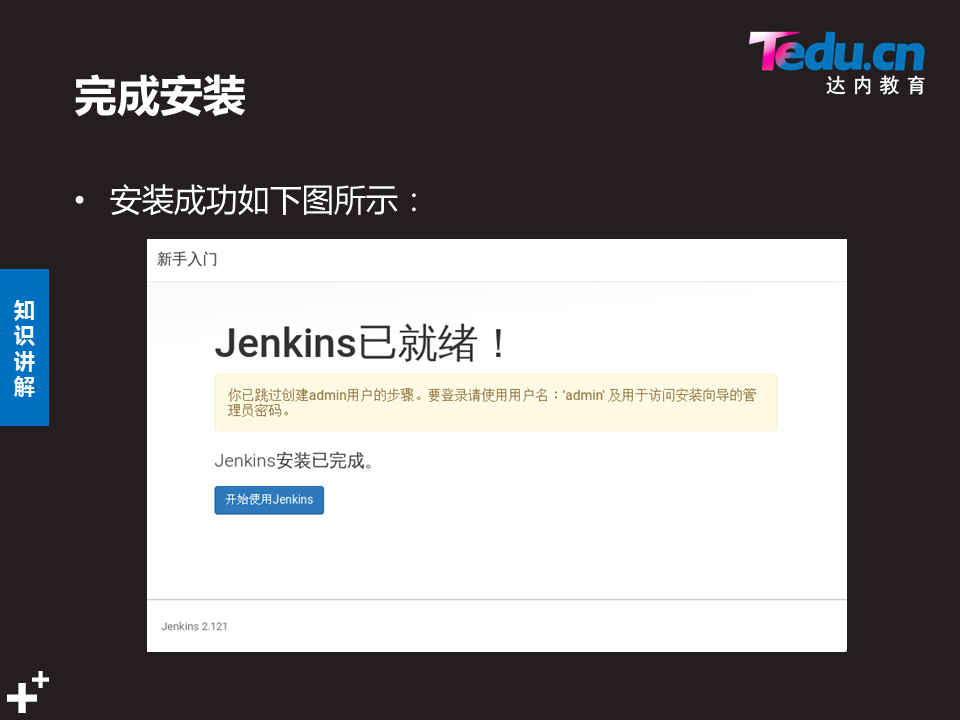 Tedu.cn
达内教育
完成安装
• 安装成功如下图所示：
知识讲解
新手入门
Jenkins已就绪！
你已跳过创建admin用户的步骤。要登录请使用用户名：'admin' 及用于访问安装向导的管
理员密码。
Jenkins安装已完成。
开始使用Jenkins
Jenkins 2.121